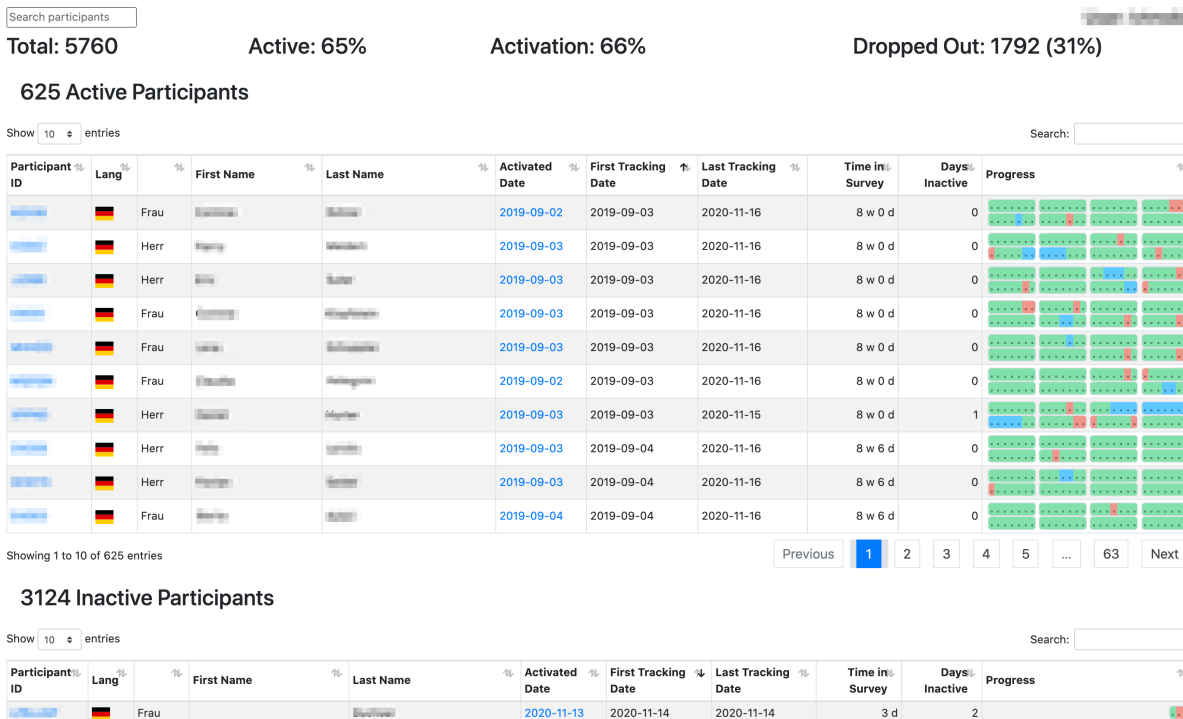 Search participants
Total: 5760 Active: 65% Activation: 66% Dropped Out: 1792 (31%)
625 Active Participants
Show 10 entries Search:
Participant ID Lang First Name Last Name Activated Date First Tracking Date Last Tracking Date Time in Survey Days Inactive Progress
Frau 2019-09-02 2019-09-03 2020-11-16 8 w 0 d 0
Herr 2019-09-03 2019-09-03 2020-11-16 8 w 0 d 0
Herr 2019-09-03 2019-09-03 2020-11-16 8 w 0 d 0
Frau 2019-09-03 2019-09-03 2020-11-16 8 w 0 d 0
Frau 2019-09-03 2019-09-03 2020-11-16 8 w 0 d 0
Frau 2019-09-02 2019-09-03 2020-11-16 8 w 0 d 0
Herr 2019-09-03 2019-09-03 2020-11-15 8 w 0 d 1
Herr 2019-09-03 2019-09-04 2020-11-16 8 w 6 d 0
Herr 2019-09-03 2019-09-04 2020-11-16 8 w 6 d 0
Frau 2019-09-04 2019-09-04 2020-11-16 8 w 6 d 0
Showing 1 to 10 of 625 entries Previous 1 2 3 4 5 ... 63 Next
3124 Inactive Participants
Show 10 entries Search:
Participant ID Lang First Name Last Name Activated Date First Tracking Date Last Tracking Date Time in Survey Days Inactive Progress
Frau 2020-11-13 2020-11-14 2020-11-14 3 d 2